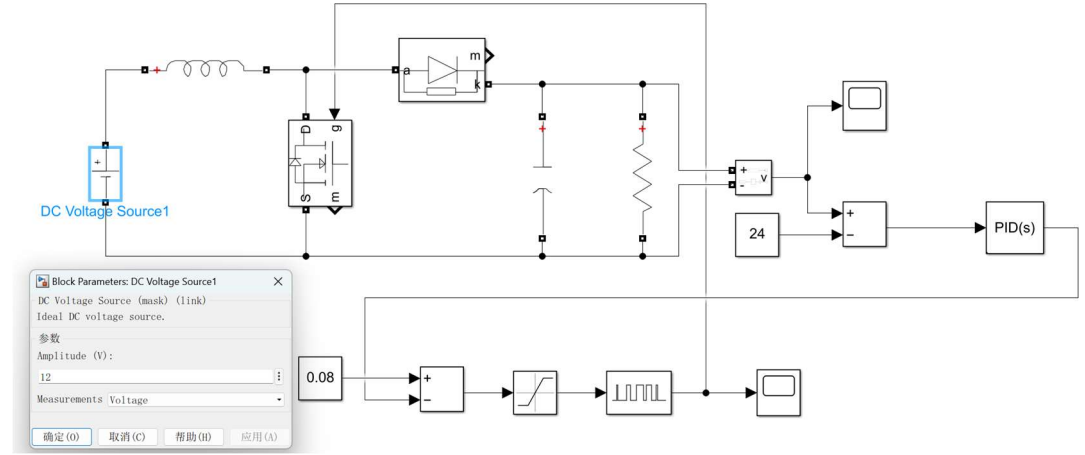 m
a
k
D
g
S
m
+
DC Voltage Source1
+
-
v
24
+
−
PID(s)
Block Parameters: DC Voltage Source1
DC Voltage Source (mask) (link)
Ideal DC voltage source.
参数
Amplitude (V):
12
Measurements Voltage
确定(O) 取消(C) 帮助(H) 应用(A)
0.08
+
−